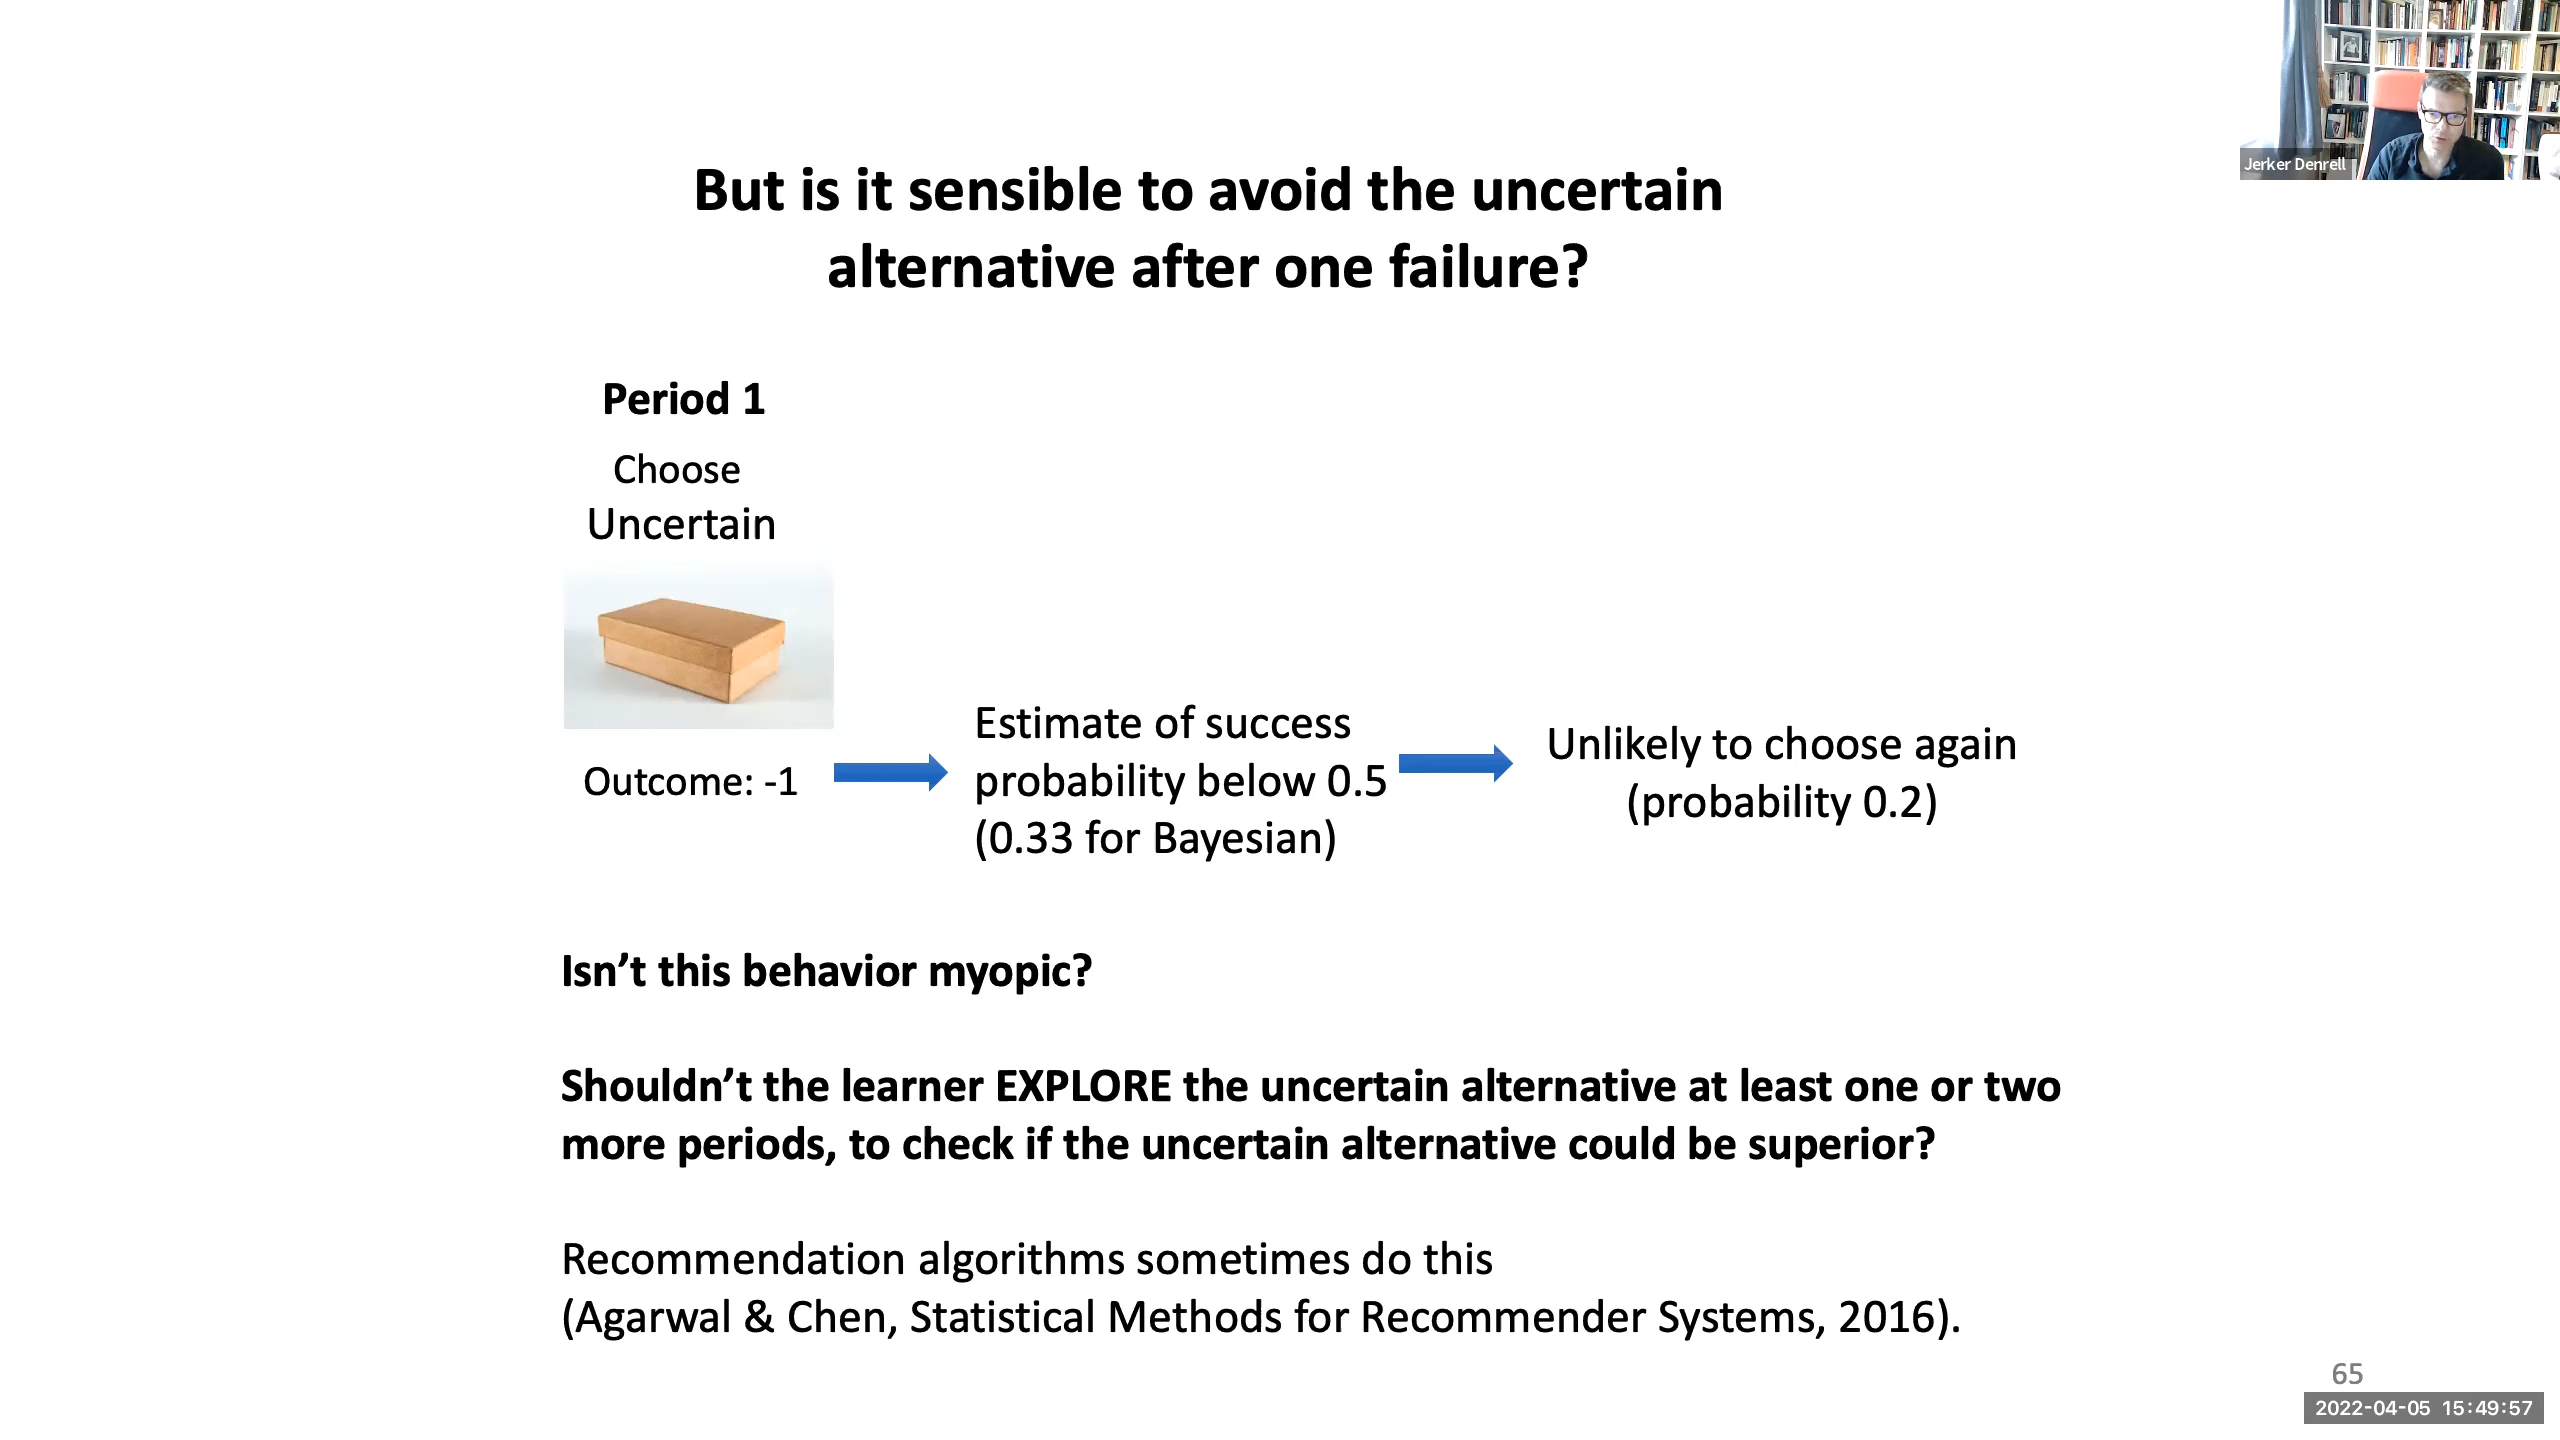 Jerker Denrell
But is it sensible to avoid the uncertain
alternative after one failure?
Period 1
Choose
Uncertain
Outcome: -1
Estimate of success
probability below 0.5
(0.33 for Bayesian)
Unlikely to choose again
(probability 0.2)
Isn’t this behavior myopic?
Shouldn’t the learner EXPLORE the uncertain alternative at least one or two
more periods, to check if the uncertain alternative could be superior?
Recommendation algorithms sometimes do this
(Agarwal & Chen, Statistical Methods for Recommender Systems, 2016).
65
2022-04-05 15:49:57